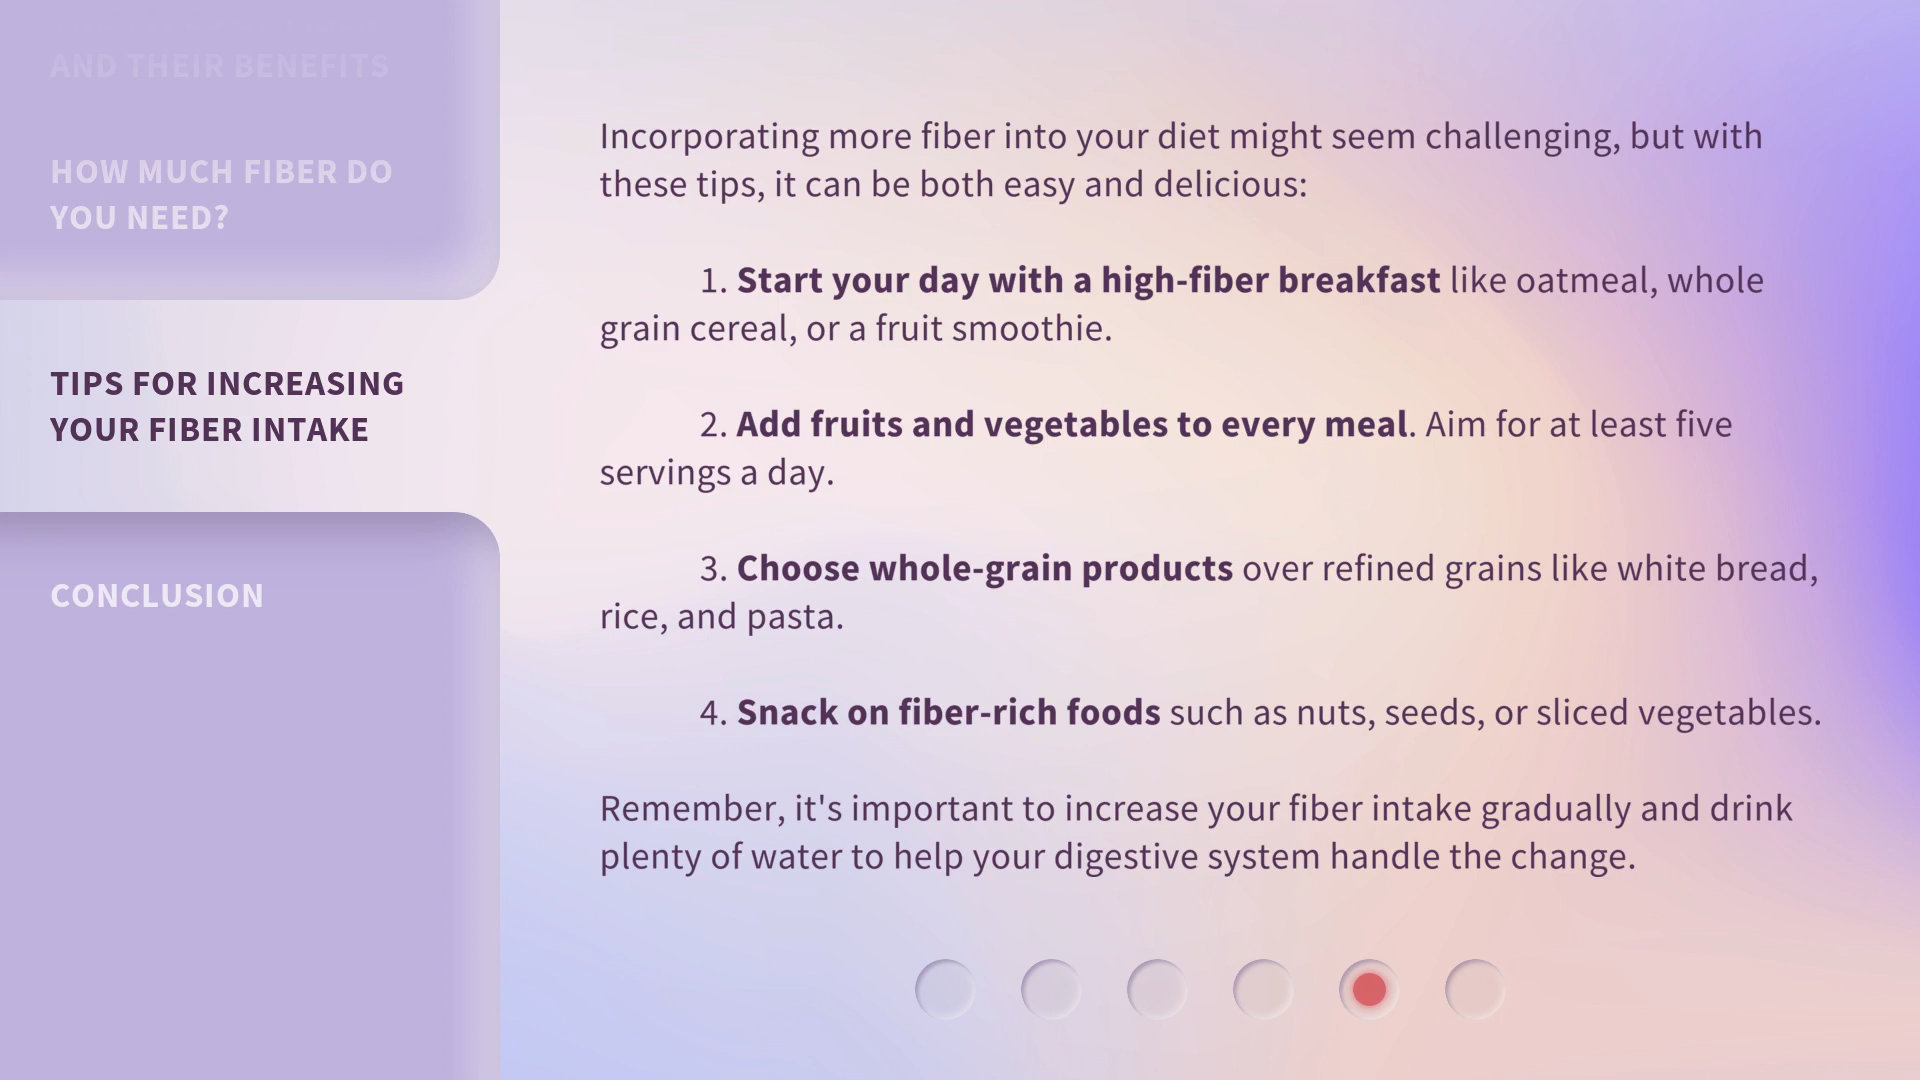 AND THEIR BENEFITS
HOW MUCH FIBER DO
YOU NEED?
TIPS FOR INCREASING
YOUR FIBER INTAKE
CONCLUSION
Incorporating more fiber into your diet might seem challenging, but with
these tips, it can be both easy and delicious:
1. Start your day with a high-fiber breakfast like oatmeal, whole
grain cereal, or a fruit smoothie.
2. Add fruits and vegetables to every meal. Aim for at least five
servings a day.
3. Choose whole-grain products over refined grains like white bread,
rice, and pasta.
4. Snack on fiber-rich foods such as nuts, seeds, or sliced vegetables.
Remember, it's important to increase your fiber intake gradually and drink
plenty of water to help your digestive system handle the change.